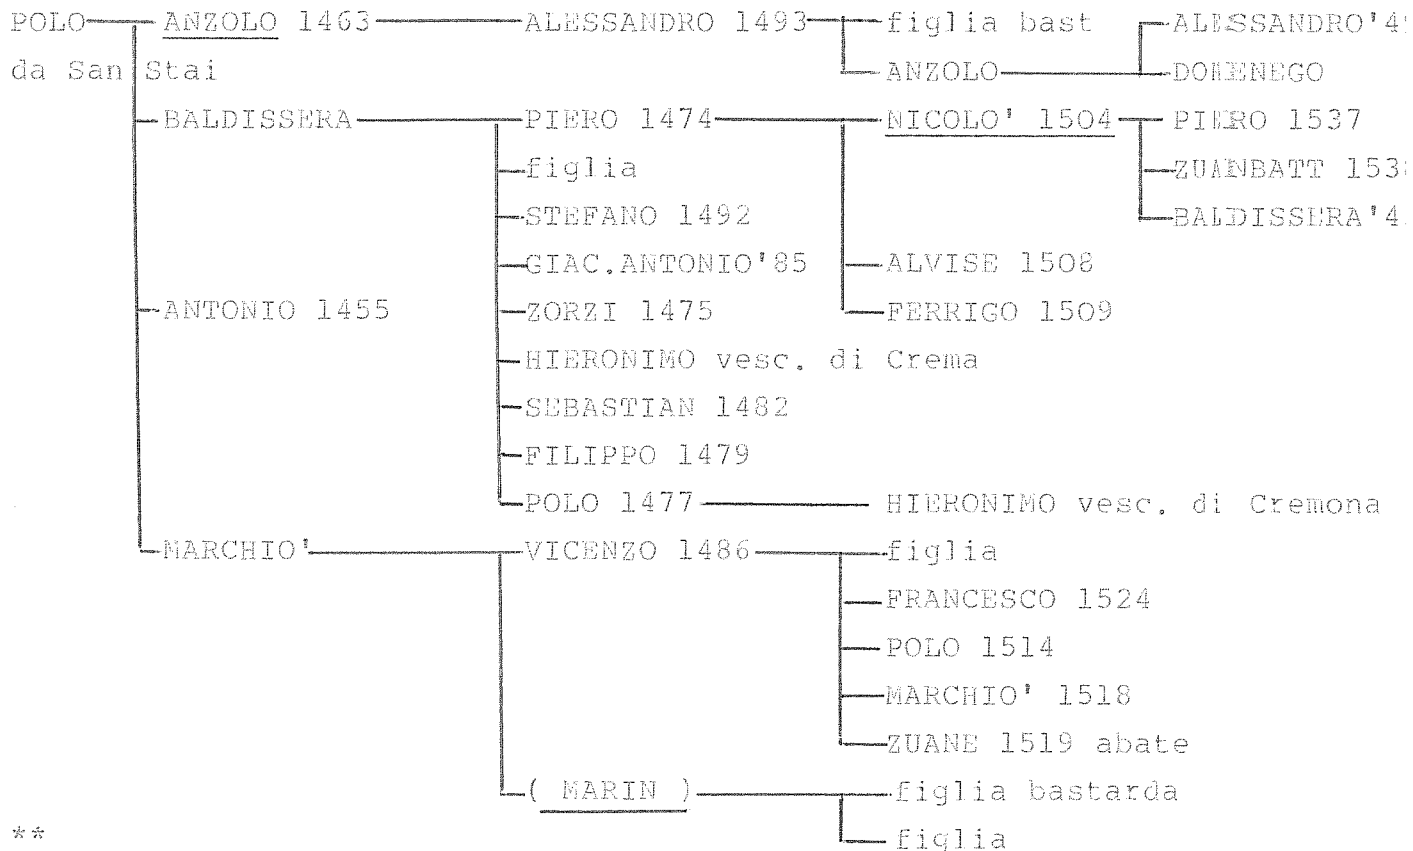 POLO ANZOLO 1463 ALESSANDRO 1493 figlia bast ALESSANDRO
da San Stai ANZOLO DOMENEGO
BALDISSERA PIERO 1474 NICOLO' 1504 PIERO 1537
figlia ZUANBATT
STEFANO 1492 BALDISSERA
GIAC.ANTONIO'85 ALVISE 1508
ANTONIO 1455 ZORZI 1475 FERRIGO 1509
HIERONIMO vesc. di Crema
SEBASTIAN 1482
FILIPPO 1479
POLO 1477 HIERONIMO vesc. di Cremona
MARCHIO' VICENZO 1486 figlia
FRANCESCO 1524
POLO 1514
MARCHIO' 1518
ZUANE 1519 abate
( MARIN ) figlia bastarda
** figlia